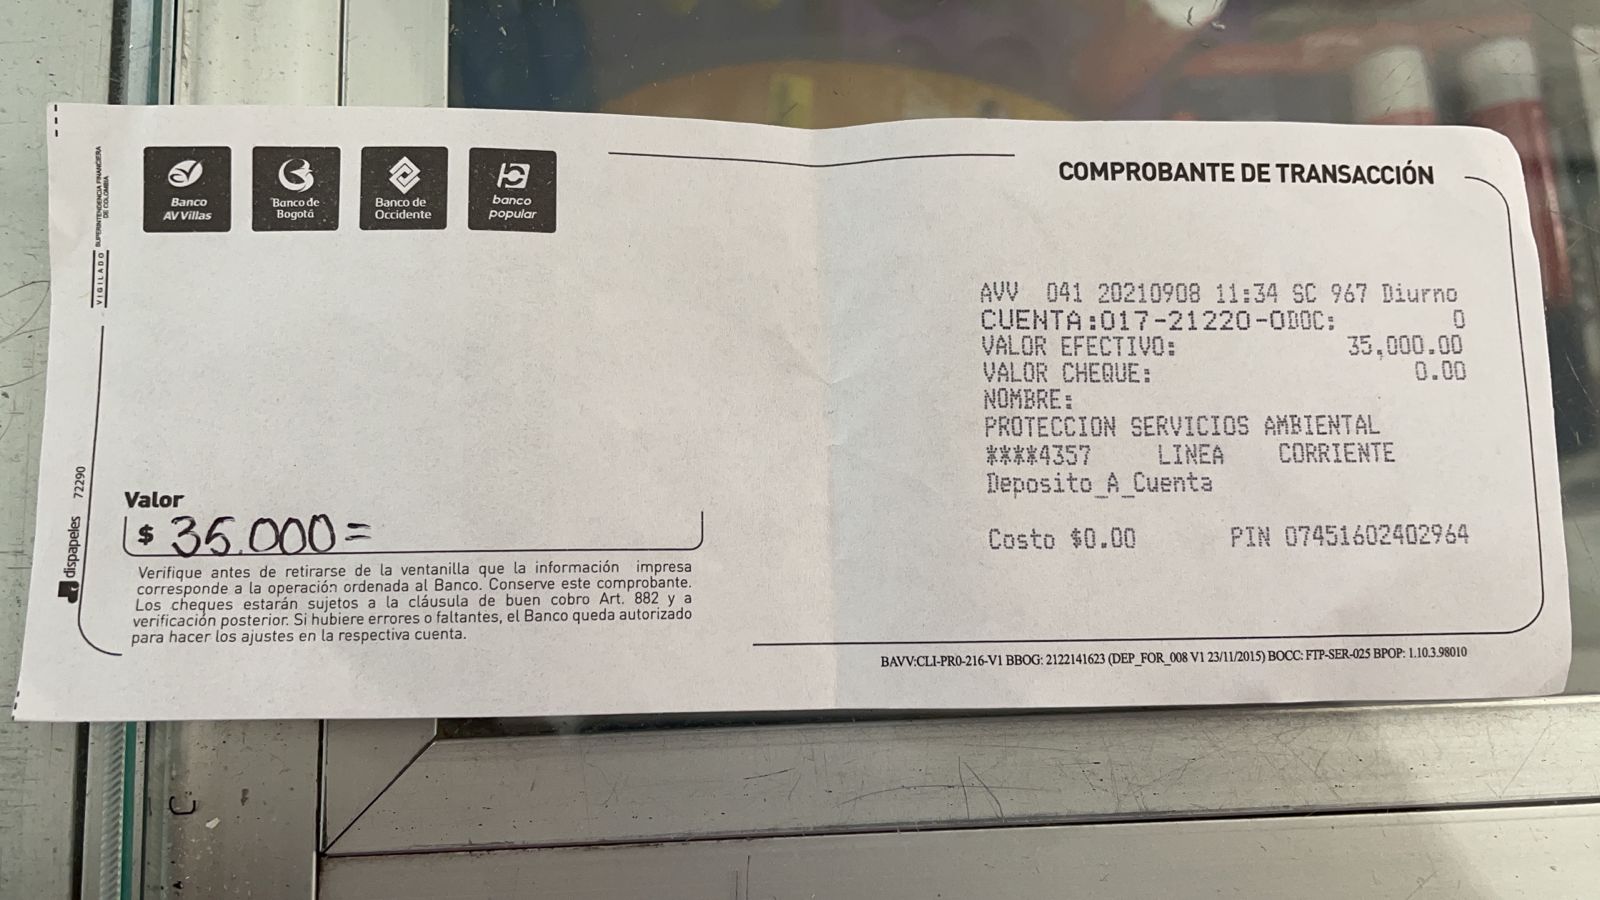 Banco
AV Villas
Banco de
Bogotá
Banco de
Occidente
banco
popular
COMPROBANTE DE TRANSACCIÓN
VIGILADO SUPERINTENDENCIA FINANCIERA
DE COLOMBIA
AVV 041 20210908 11:34 SC 967 Diurno
CUENTA:017-21220-0DOC: 0
VALOR EFECTIVO: 35,000.00
VALOR CHEQUE: 0.00
NOMBRE:
PROTECCION SERVICIOS AMBIENTAL
****4357 LINEA CORRIENTE
Deposito_A_Cuenta
Costo $0.00 PIN 07451602402964
Valor
$ 35.000=
Verifique antes de retirarse de la ventanilla que la información impresa
corresponde a la operación ordenada al Banco. Conserve este comprobante.
Los cheques estarán sujetos a la cláusula de buen cobro Art. 882 y a
verificación posterior. Si hubiere errores o faltantes, el Banco queda autorizado
para hacer los ajustes en la respectiva cuenta.
dispapeles 72290
BAVV:CLI-PR0-216-V1 BBOG: 2122141623 (DEP_FOR_008 V1 23/11/2015) BOCC: FTP-SER-025 BPOP: 1.10.3.98010